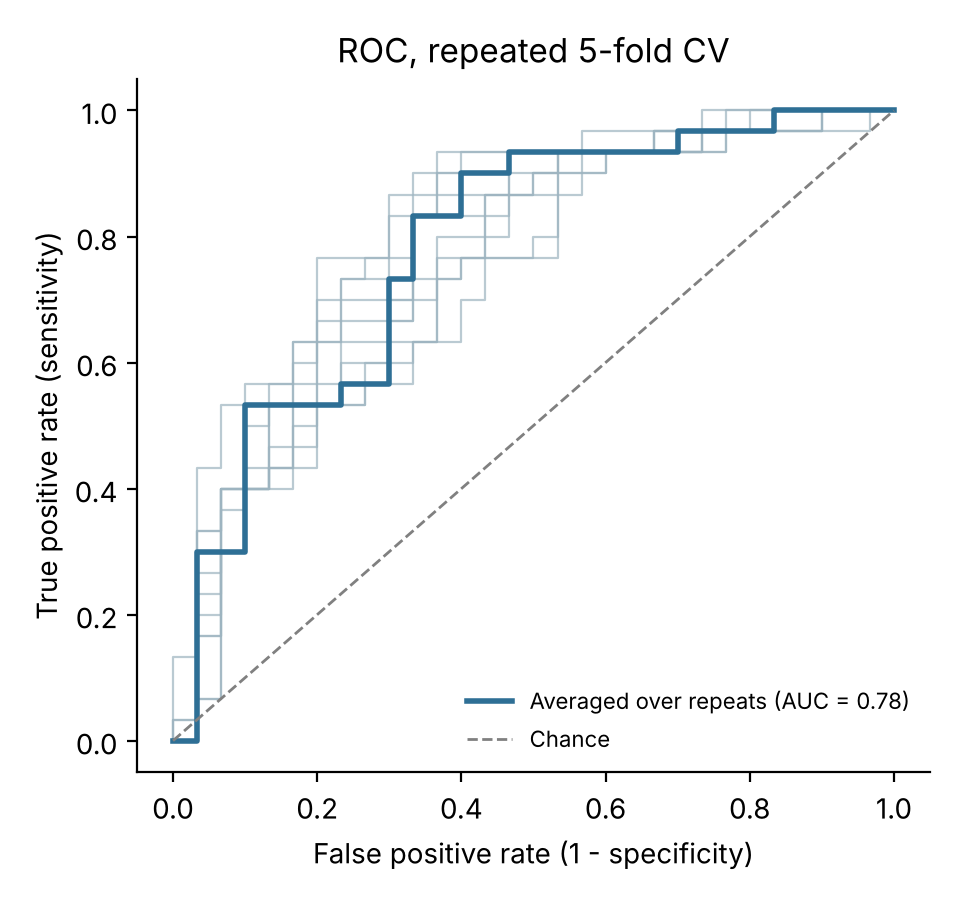 ROC, repeated 5-fold CV
True positive rate (sensitivity)
1.0
0.8
0.6
0.4
0.2
0.0
Averaged over repeats (AUC = 0.78)
Chance
0.0 0.2 0.4 0.6 0.8 1.0
False positive rate (1 - specificity)